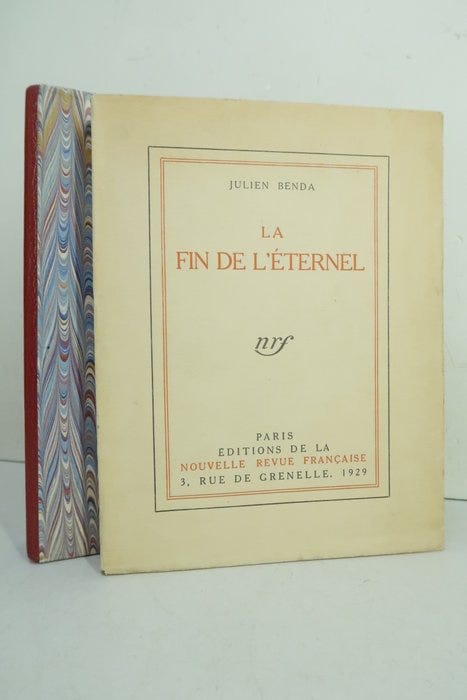 JULIEN BENDA
LA
FIN DE L'ÉTERNEL
nrf
PARIS
ÉDITIONS DE LA
NOUVELLE REVUE FRANÇAISE
3, RUE DE GRENELLE. 1929